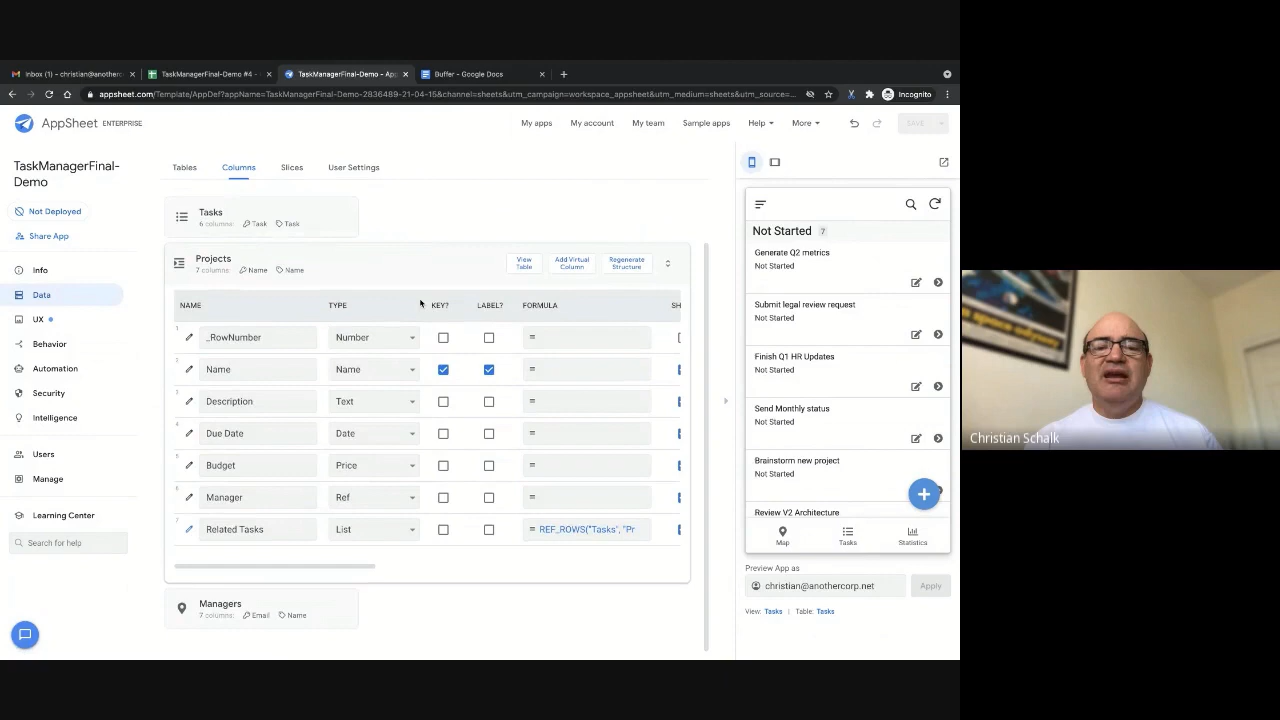 Inbox (1) – christian@anotherc
TaskManagerFinal-Demo #4 -
TaskManagerFinal-Demo - Ap
Buffer - Google Docs
appsheet.com/Template/AppDef?appName=TaskManagerFinal-Demo-2836489-21-04-15&channel=sheets&utm_campaign=workspace_appsheet&utm_medium=sheets&utm_source=...
Incognito
AppSheet ENTERPRISE
My apps
My account
My team
Sample apps
Help
More
SAVE
TaskManagerFinal-
Demo
Not Deployed
Share App
Info
Data
UX
Behavior
Automation
Security
Intelligence
Users
Manage
Learning Center
Search for help
Tables
Columns
Slices
User Settings
Tasks
6 columns: Task Task
Projects
7 columns: Name Name
View
Table
Add Virtual
Column
Regenerate
Structure
NAME TYPE KEY? LABEL? FORMULA SH
1 _RowNumber Number =
2 Name Name =
3 Description Text =
4 Due Date Date =
5 Budget Price =
6 Manager Ref =
7 Related Tasks List = REF_ROWS("Tasks", "Pr
Managers
7 columns: Email Name
Not Started 7
Generate Q2 metrics
Not Started
Submit legal review request
Not Started
Finish Q1 HR Updates
Not Started
Send Monthly status
Not Started
Brainstorm new project
Not Started
Review V2 Architecture
Map
Tasks
Statistics
Preview App as
christian@anothercorp.net
Apply
View: Tasks | Table: Tasks
Christian Schalk